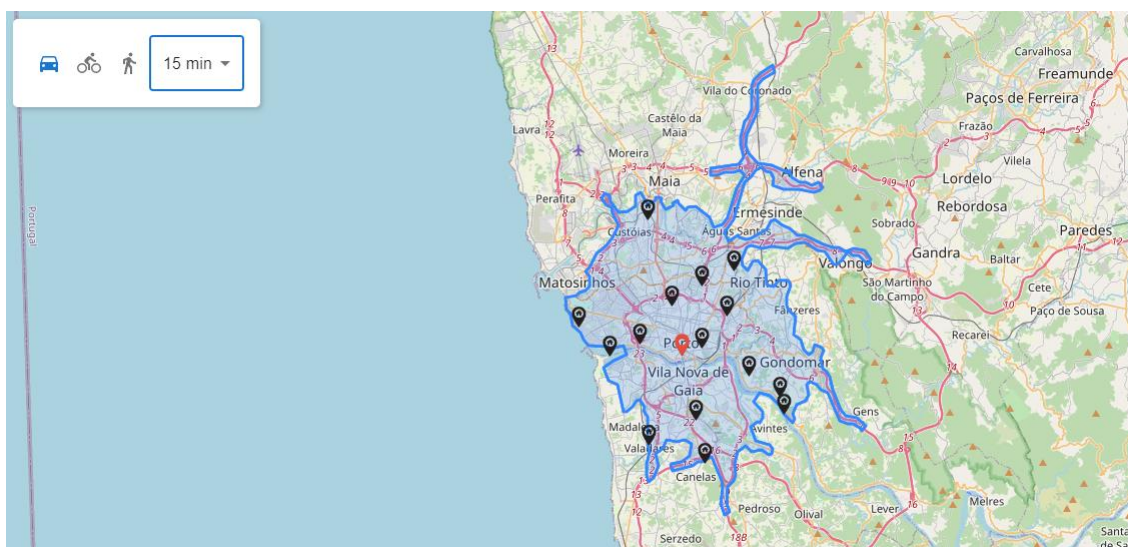 15 min
Carvalhosa
Freamunde
Vila do Coronado
Paços de Ferreira
Castêlo da
Maia
Lavra
Frazão
Moreira
Vilela
Alfena
Lordelo
Maia
Perafita
Rebordosa
Ermesinde
Sobrado
Paredes
Portugal
Custóias
Águas Santas
Gandra
Baltar
Valongo
Matosinhos
Rio Tinto
São Martinho
do Campo
Cete
Fânzeres
Paço de Sousa
Recarei
Porto
Gondomar
Vila Nova de
Gaia
Gens
Madalena
Avintes
Valadares
Canelas
Melres
Pedroso
Olival
Lever
Serzedo
18B